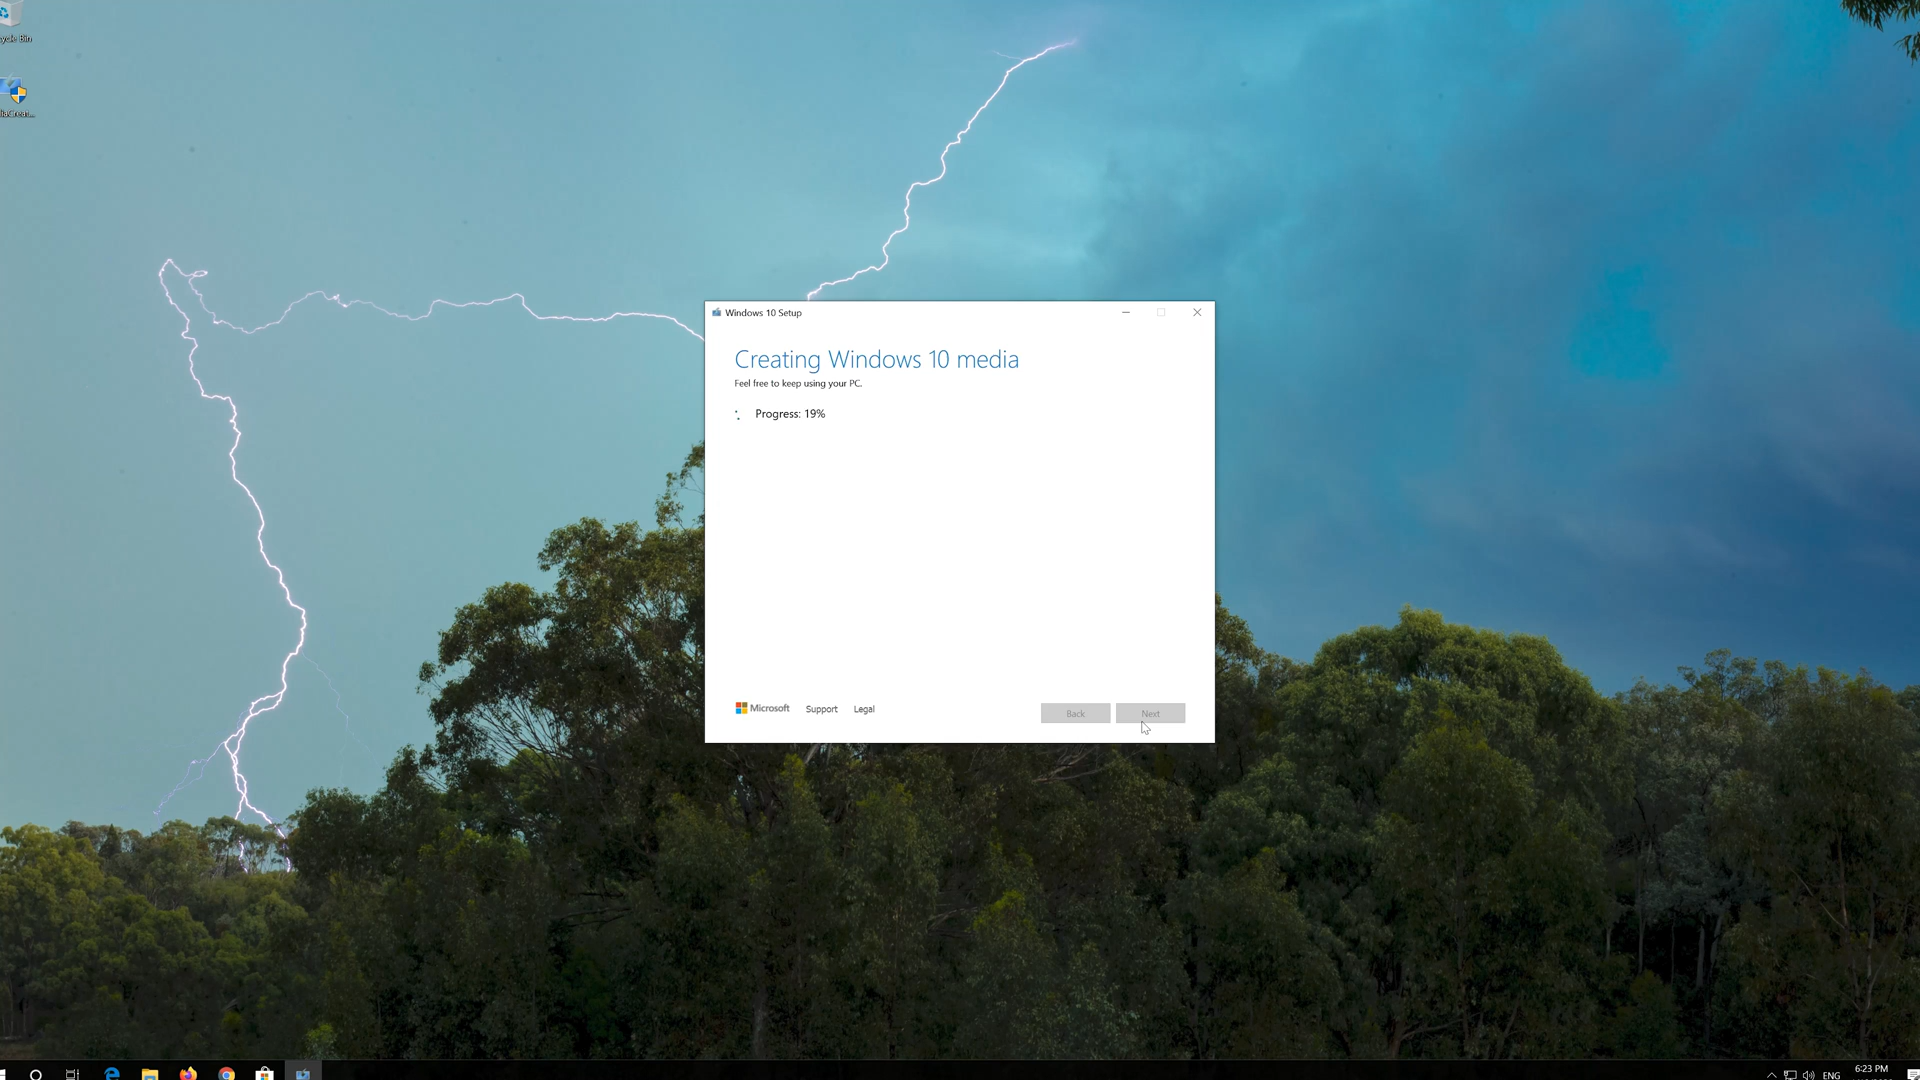 Windows 10 Setup
Creating Windows 10 media
Feel free to keep using your PC.
Progress: 19%
Microsoft Support Legal
Back Next
ENG
6:23 PM